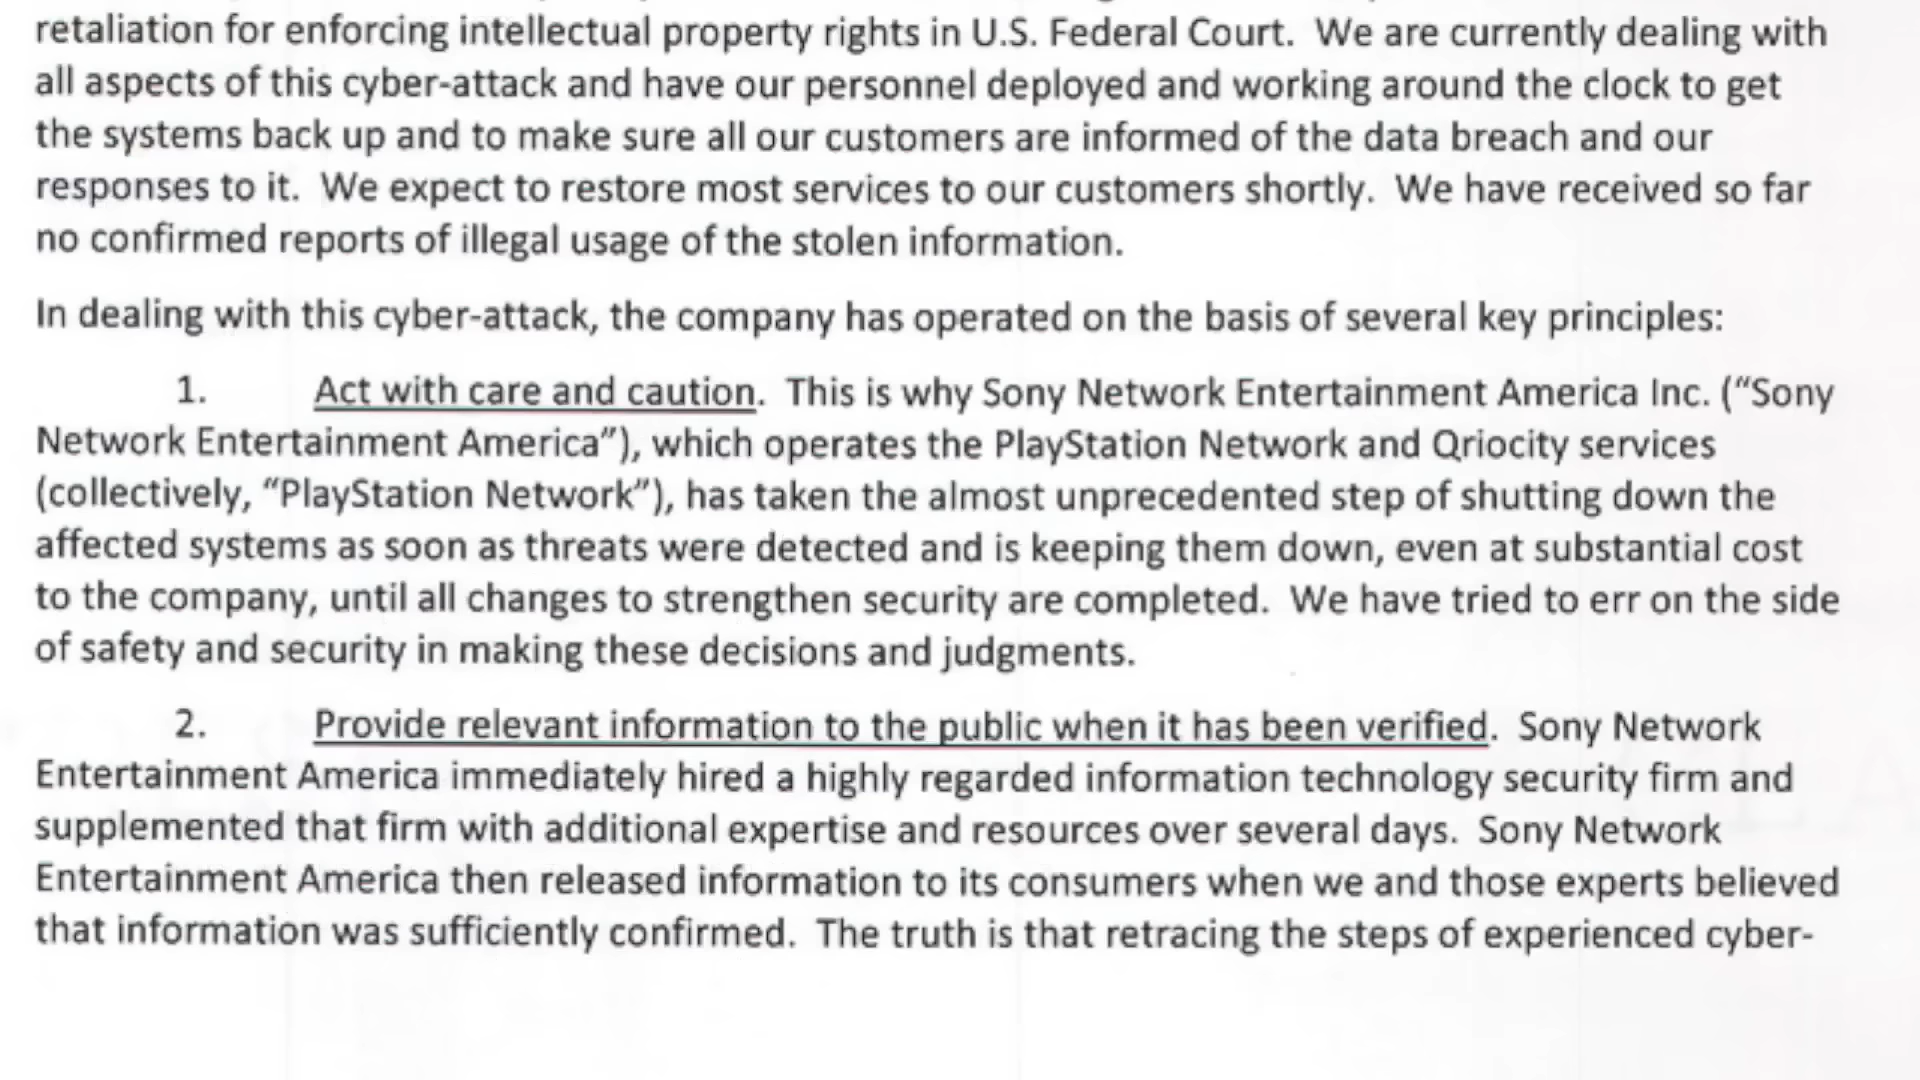 retaliation for enforcing intellectual property rights in U.S. Federal Court. We are currently dealing with
all aspects of this cyber-attack and have our personnel deployed and working around the clock to get
the systems back up and to make sure all our customers are informed of the data breach and our
responses to it. We expect to restore most services to our customers shortly. We have received so far
no confirmed reports of illegal usage of the stolen information.
In dealing with this cyber-attack, the company has operated on the basis of several key principles:
1. Act with care and caution. This is why Sony Network Entertainment America Inc. (“Sony
Network Entertainment America”), which operates the PlayStation Network and Qriocity services
(collectively, “PlayStation Network”), has taken the almost unprecedented step of shutting down the
affected systems as soon as threats were detected and is keeping them down, even at substantial cost
to the company, until all changes to strengthen security are completed. We have tried to err on the side
of safety and security in making these decisions and judgments.
2. Provide relevant information to the public when it has been verified. Sony Network
Entertainment America immediately hired a highly regarded information technology security firm and
supplemented that firm with additional expertise and resources over several days. Sony Network
Entertainment America then released information to its consumers when we and those experts believed
that information was sufficiently confirmed. The truth is that retracing the steps of experienced cyber-